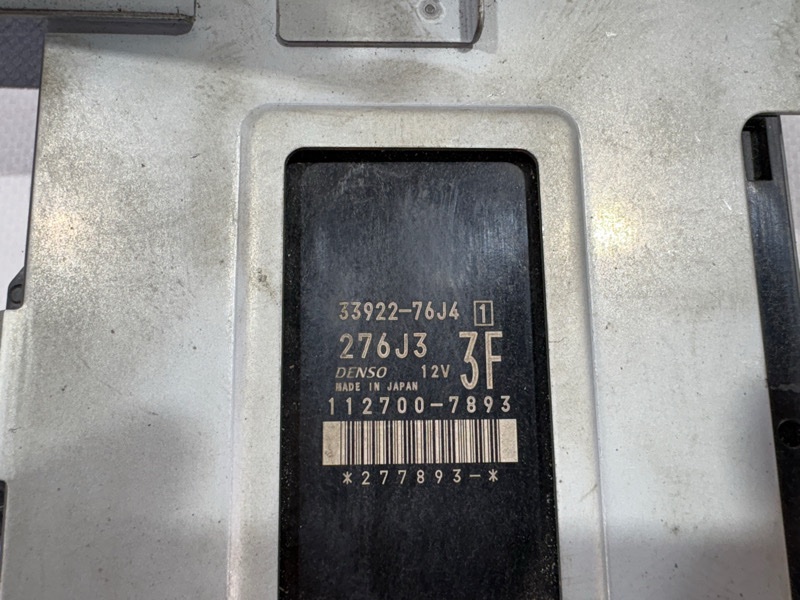 33922-76J4 1
276J3 3F
DENSO 12V
MADE IN JAPAN
112700-7893
*277893-*